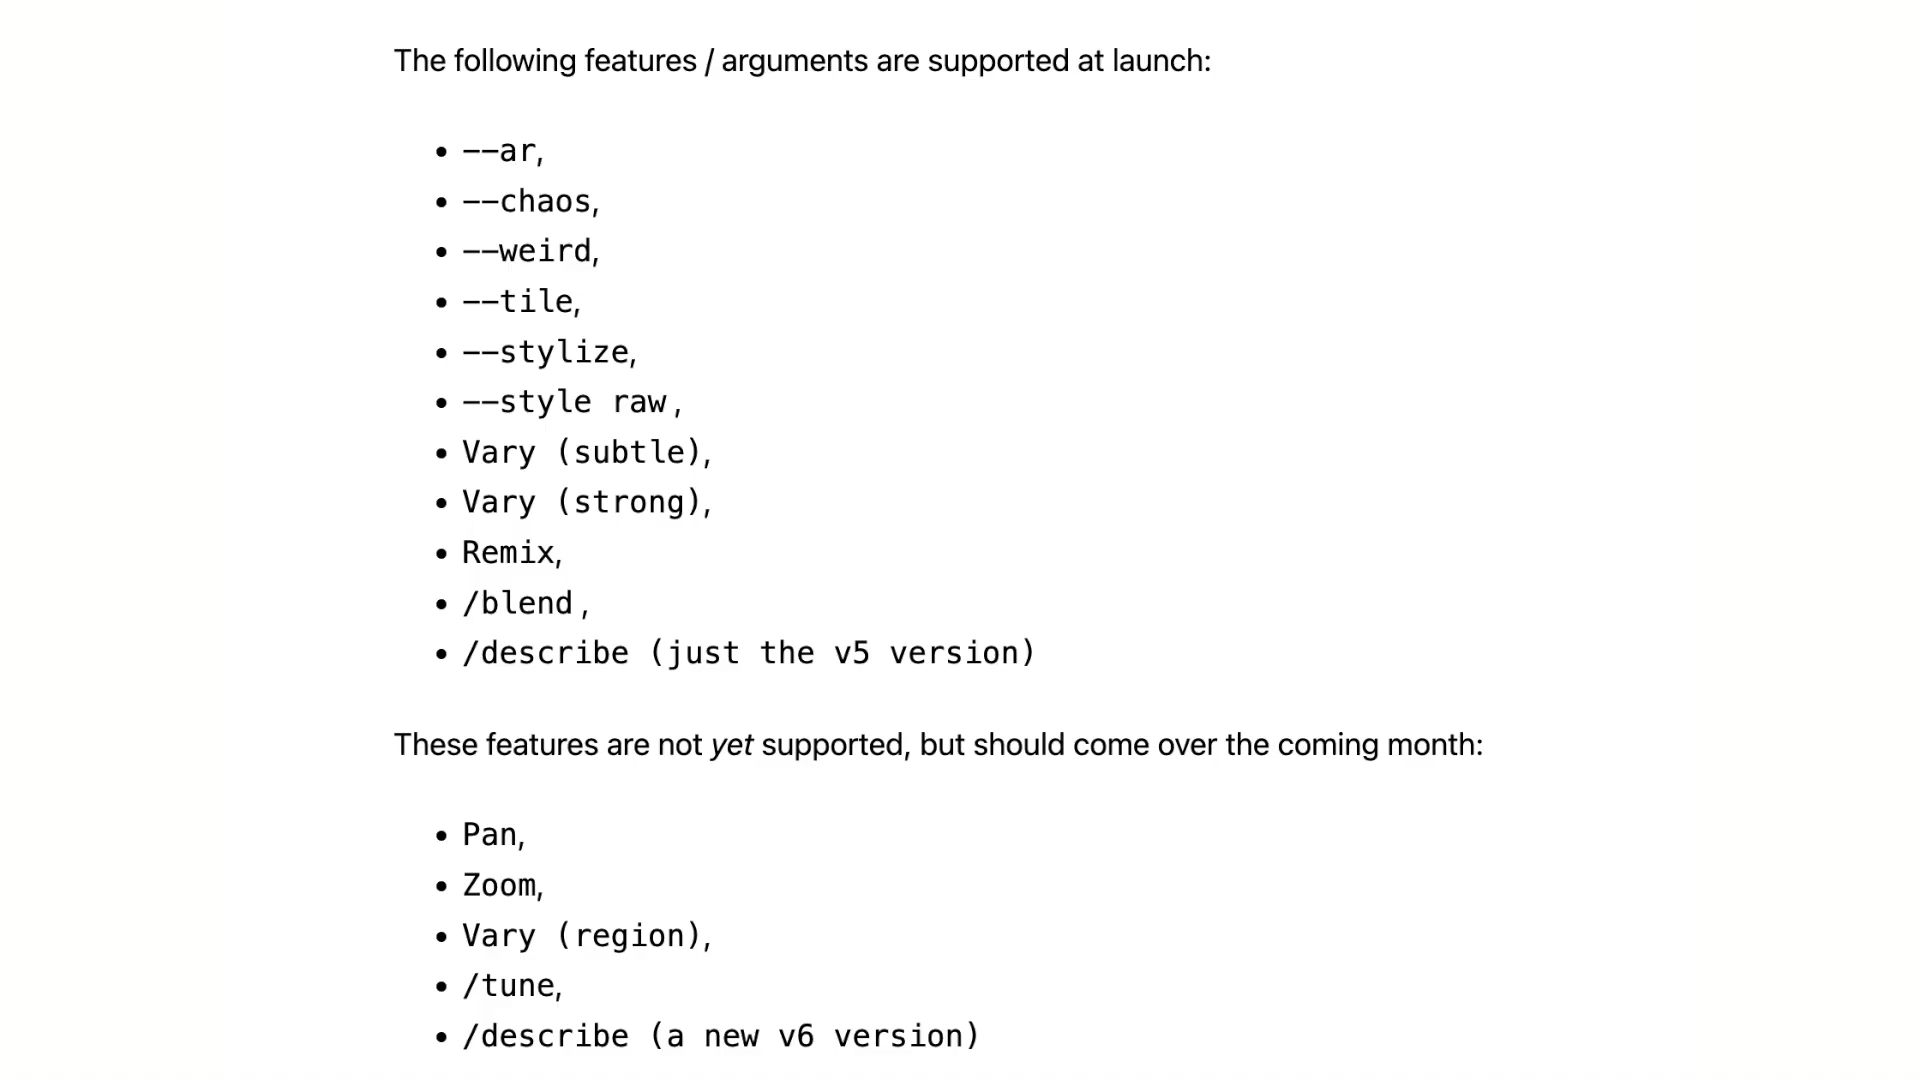 The following features / arguments are supported at launch:
• --ar,
• --chaos,
• --weird,
• --tile,
• --stylize,
• --style raw,
• Vary (subtle),
• Vary (strong),
• Remix,
• /blend,
• /describe (just the v5 version)
These features are not yet supported, but should come over the coming month:
• Pan,
• Zoom,
• Vary (region),
• /tune,
• /describe (a new v6 version)